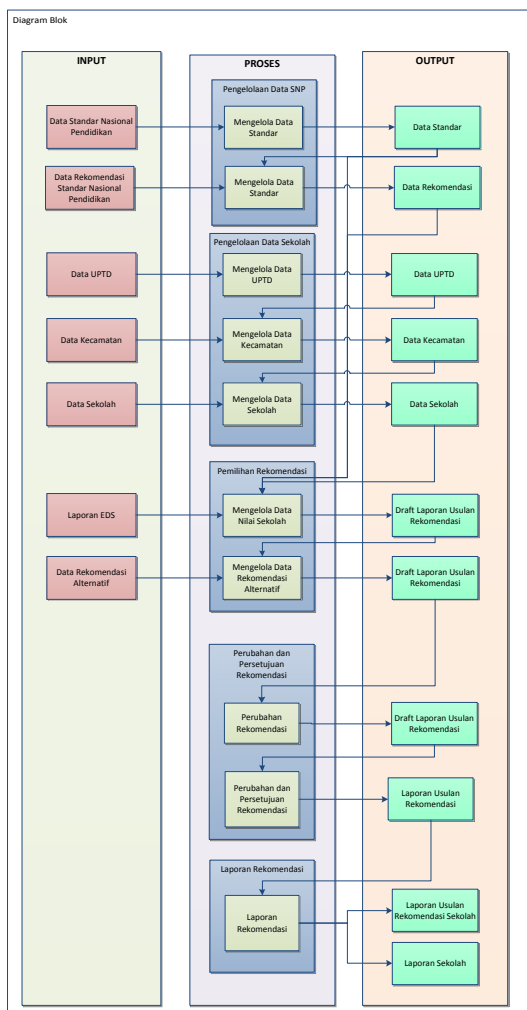 Diagram Blok
INPUT
PROSES
OUTPUT
Pengelolaan Data SNP
Data Standar Nasional
Pendidikan
Mengelola Data
Standar
Data Standar
Data Rekomendasi
Standar Nasional
Pendidikan
Mengelola Data
Standar
Data Rekomendasi
Pengelolaan Data Sekolah
Data UPTD
Mengelola Data
UPTD
Data UPTD
Data Kecamatan
Mengelola Data
Kecamatan
Data Kecamatan
Data Sekolah
Mengelola Data
Sekolah
Data Sekolah
Pemilihan Rekomendasi
Laporan EDS
Mengelola Data
Nilai Sekolah
Draft Laporan Usulan
Rekomendasi
Data Rekomendasi
Alternatif
Mengelola Data
Rekomendasi
Alternatif
Draft Laporan Usulan
Rekomendasi
Perubahan dan
Persetujuan
Rekomendasi
Perubahan
Rekomendasi
Draft Laporan Usulan
Rekomendasi
Perubahan dan
Persetujuan
Rekomendasi
Laporan Usulan
Rekomendasi
Laporan Rekomendasi
Laporan
Rekomendasi
Laporan Usulan
Rekomendasi Sekolah
Laporan Sekolah